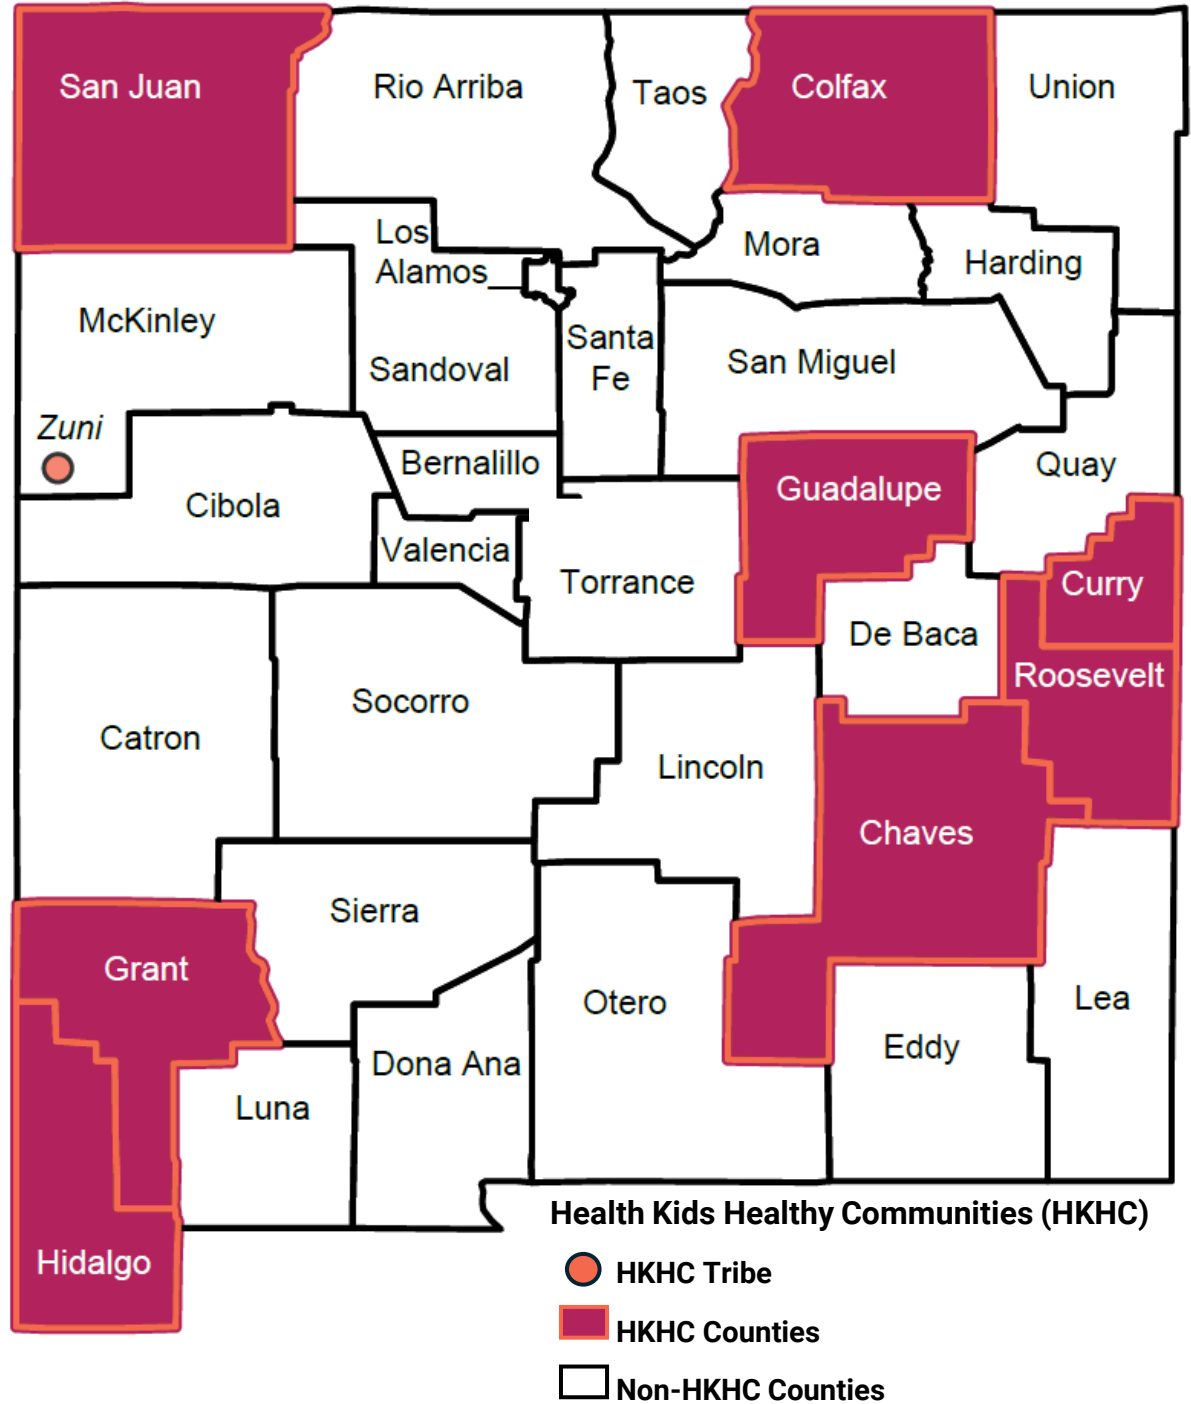 San Juan
Rio Arriba
Taos
Colfax
Union
Los
Alamos
Mora
Harding
McKinley
Sandoval
Santa
Fe
San Miguel
Zuni
Bernalillo
Quay
Cibola
Guadalupe
Valencia
Torrance
Curry
De Baca
Roosevelt
Socorro
Catron
Lincoln
Chaves
Sierra
Grant
Otero
Lea
Dona Ana
Eddy
Luna
Hidalgo
Health Kids Healthy Communities (HKHC)
HKHC Tribe
HKHC Counties
Non-HKHC Counties